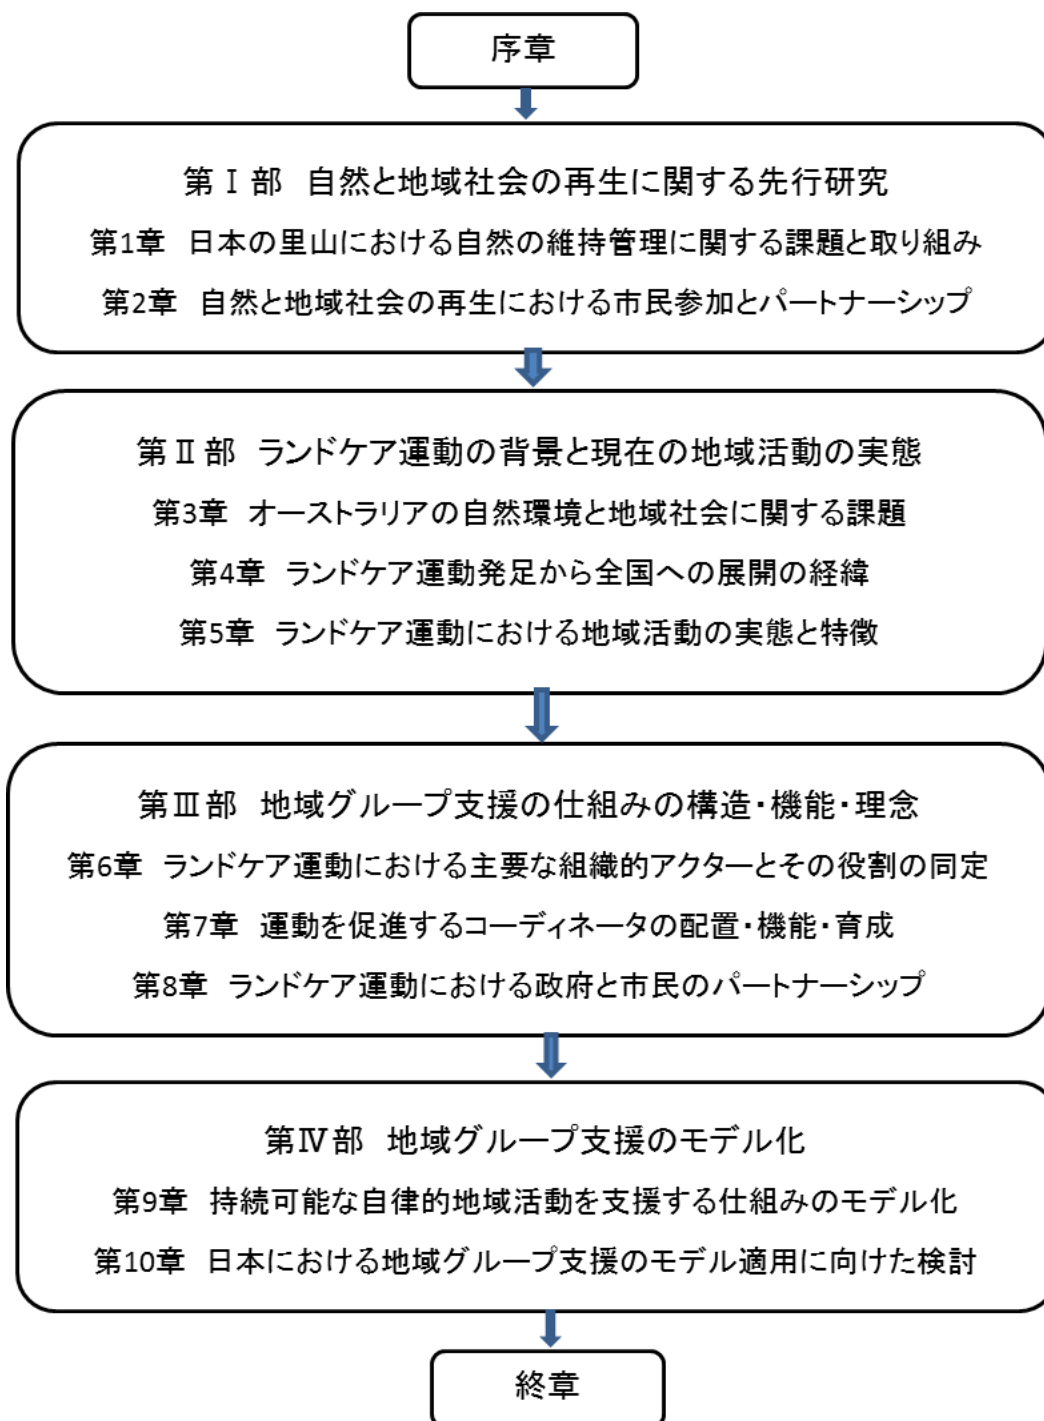 序章
第Ⅰ部 自然と地域社会の再生に関する先行研究
第1章 日本の里山における自然の維持管理に関する課題と取り組み
第2章 自然と地域社会の再生における市民参加とパートナーシップ
第Ⅱ部 ランドケア運動の背景と現在の地域活動の実態
第3章 オーストラリアの自然環境と地域社会に関する課題
第4章 ランドケア運動発足から全国への展開の経緯
第5章 ランドケア運動における地域活動の実態と特徴
第Ⅲ部 地域グループ支援の仕組みの構造・機能・理念
第6章 ランドケア運動における主要な組織的アクターとその役割の同定
第7章 運動を促進するコーディネータの配置・機能・育成
第8章 ランドケア運動における政府と市民のパートナーシップ
第Ⅳ部 地域グループ支援のモデル化
第9章 持続可能な自律的地域活動を支援する仕組みのモデル化
第10章 日本における地域グループ支援のモデル適用に向けた検討
終章